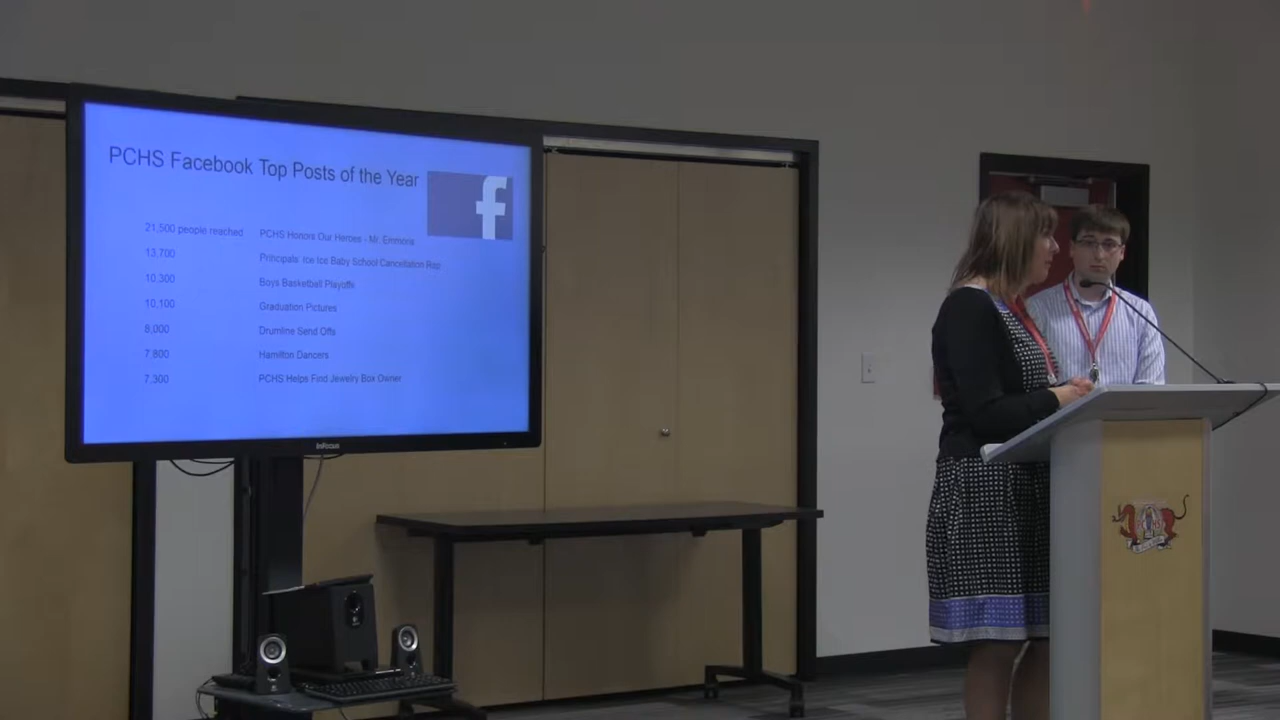 PCHS Facebook Top Posts of the Year
21,500 people reached PCHS Honors Our Heroes - Mr. Emmons
13,700 Principals Ice Ice Baby School Cancellation Rap
10,300 Boys Basketball Playoffs
10,100 Graduation Pictures
8,000 Drumline Send Offs
7,800 Hamilton Dancers
7,300 PCHS Helps Find Jewelry Box Owner
InFocus